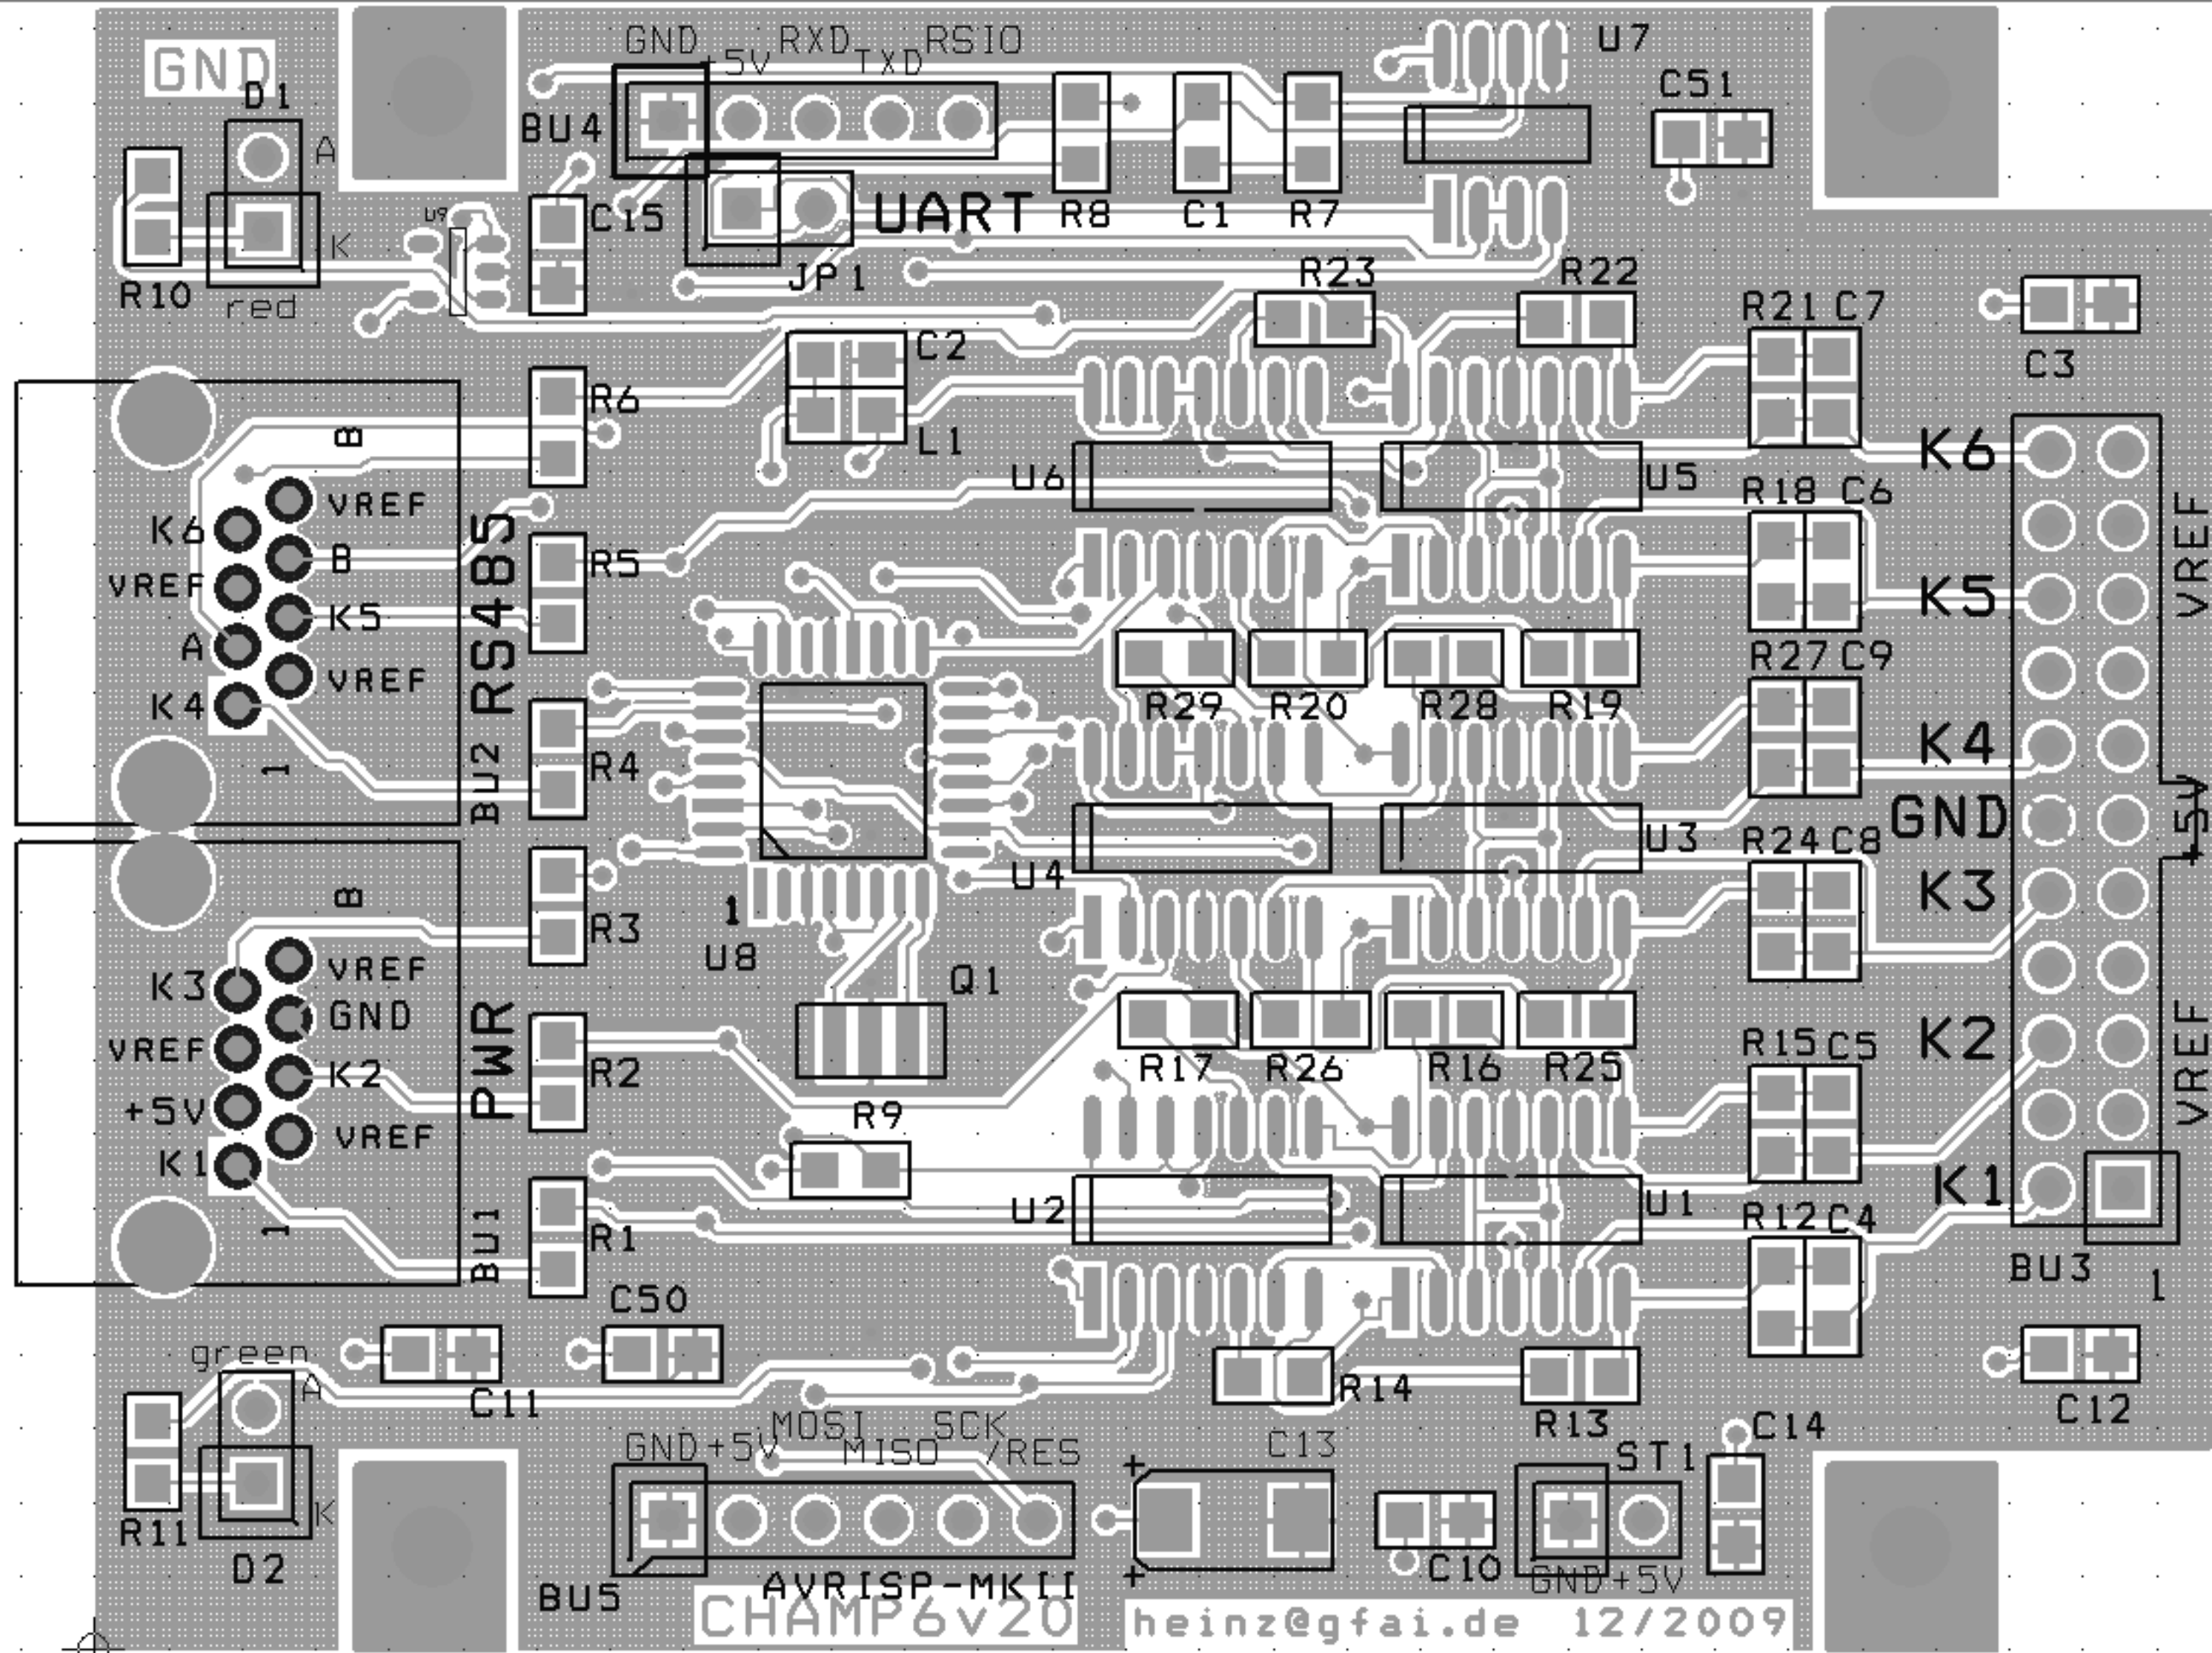 GND RXD RSIO
+5V TXD
U7
GND
D1
C51
BU4
A
U9
C15
UART
R8
C1
R7
K
JP1
R23
R22
R10
red
R21 C7
C2
C3
R6
B
L1
K6
U6
U5
R18 C6
VREF
K6
B
RS485
R5
VREF
VREF
K5
K5
A
R27 C9
VREF
K4
R29
R20
R28
R19
K4
1
BU2
R4
+5V
GND
U3
R24 C8
U4
K3
B
1
R3
U8
VREF
K3
Q1
GND
PWR
VREF
VREF
K2
R17
R26
R16
R25
R15 C5
K2
R2
+5V
R9
VREF
K1
K1
U2
U1
R12 C4
1
BU1
R1
BU3
1
C50
green
A
C11
R14
R13
C12
MOSI SCK
GND +5V MISO /RES
C13
+
C14
ST1
K
R11
D2
C10
+
GND +5V
BU5
AVRISP-MKII
CHAMP6v20
heinz@gfai.de 12/2009